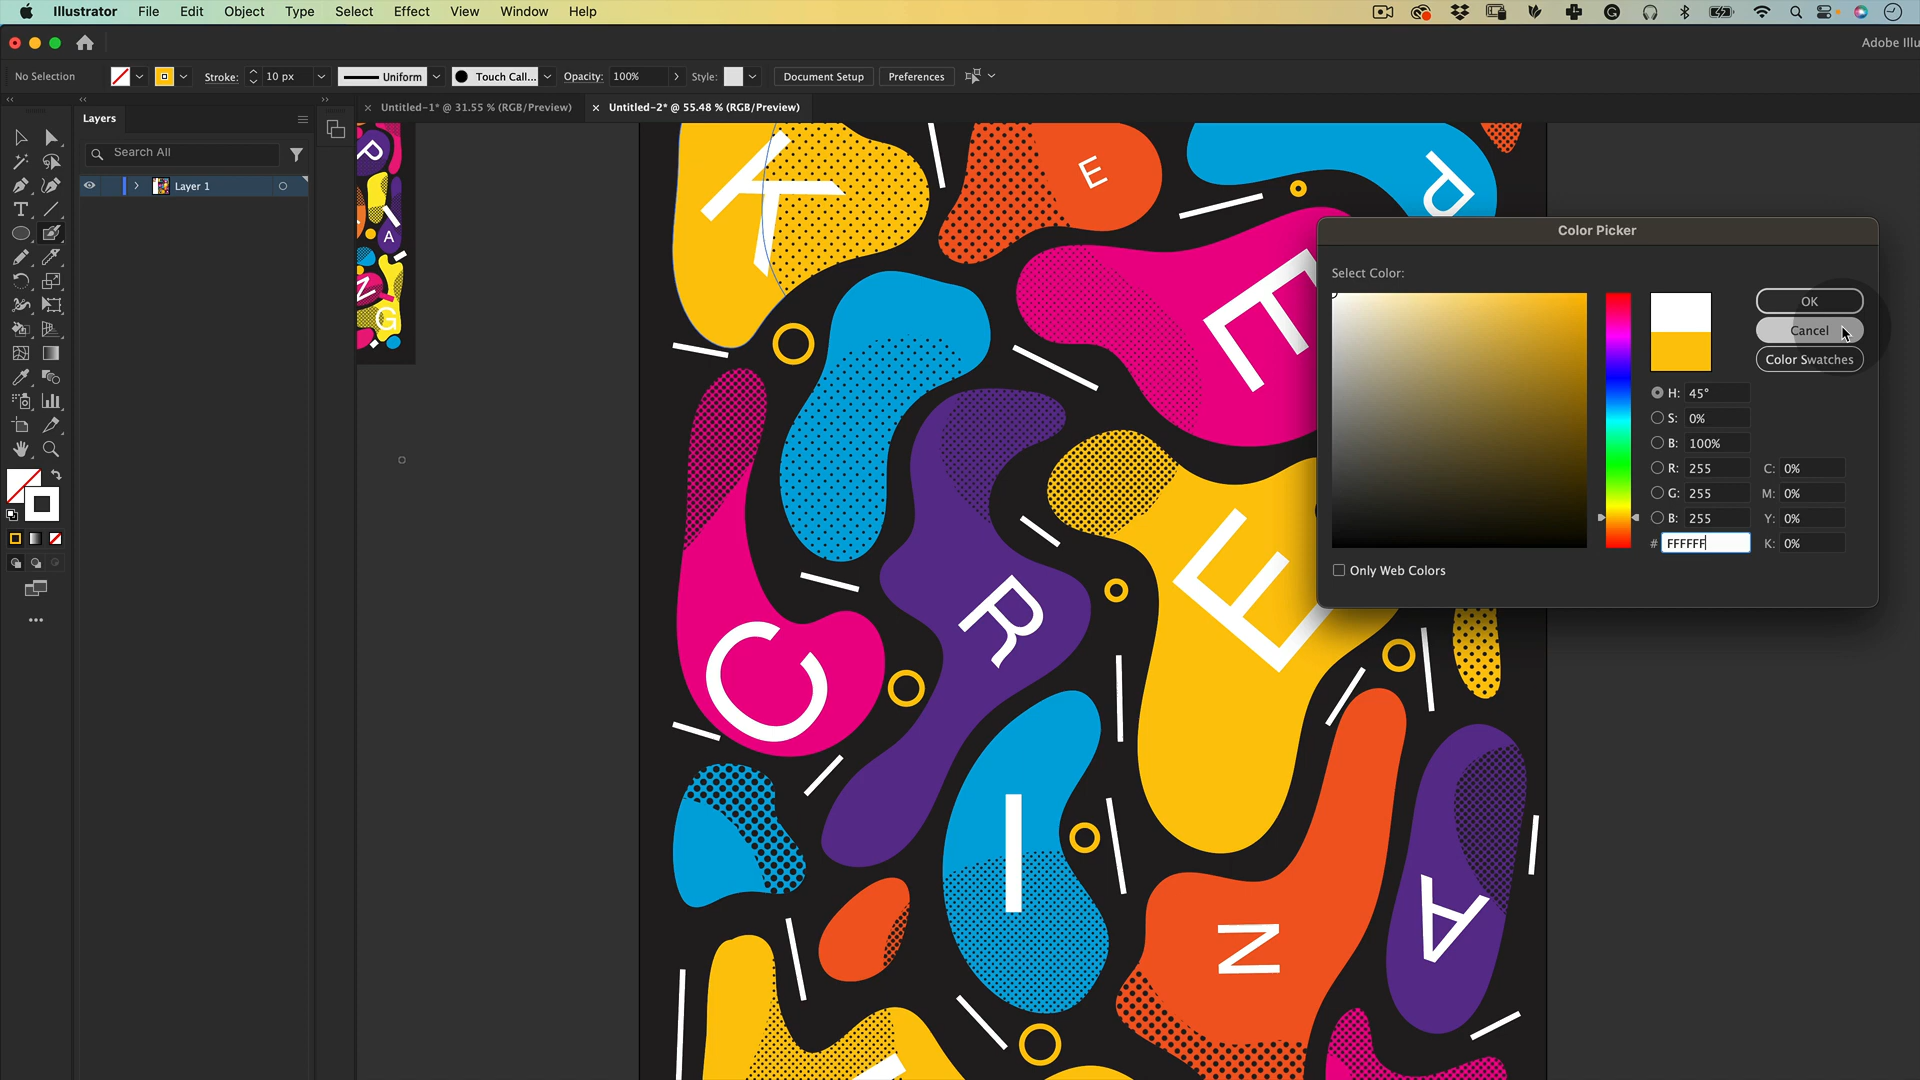 Illustrator File Edit Object Type Select Effect View Window Help
Adobe Illu
No Selection Stroke: 10 px Uniform Touch Call... Opacity: 100% Style: Document Setup Preferences
Untitled-1* @ 31.55 % (RGB/Preview) Untitled-2* @ 55.48 % (RGB/Preview)
Layers
Search All
Layer 1
P
A
N
G
K
E
P
E
R
E
C
I
N
A
Color Picker
Select Color:
OK
Cancel
Color Swatches
H: 45°
S: 0%
B: 100%
R: 255 C: 0%
G: 255 M: 0%
B: 255 Y: 0%
# FFFFFF K: 0%
Only Web Colors